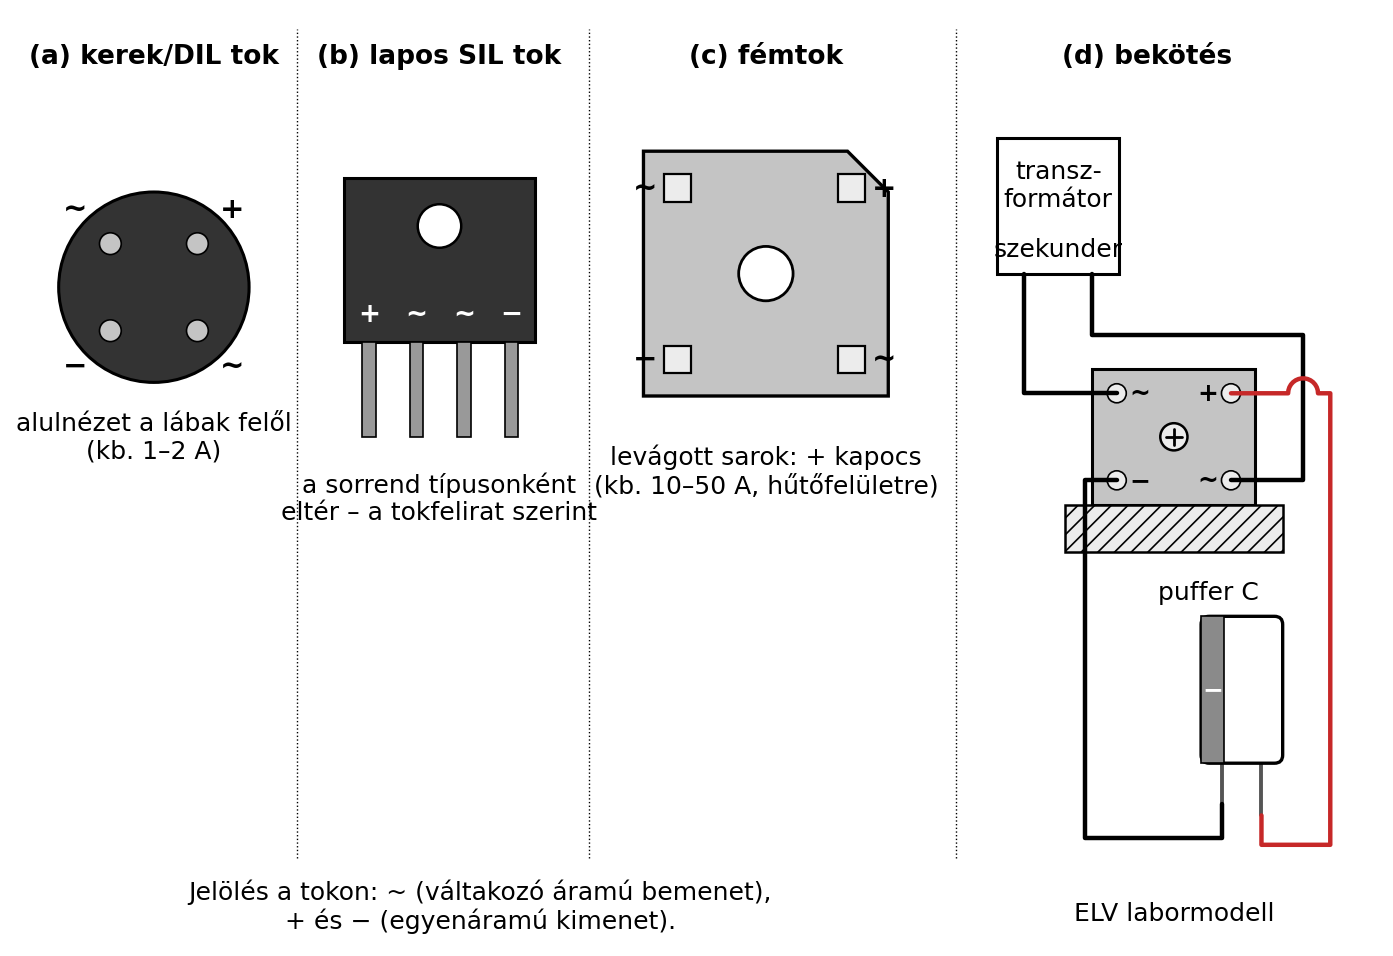 (a) kerek/DIL tok
(b) lapos SIL tok
(c) fémtok
(d) bekötés
~ +
− ~
alulnézet a lábak felől
(kb. 1–2 A)
+ ~ ~ −
a sorrend típusonként
eltér – a tokfelirat szerint
~ +
− ~
levágott sarok: + kapocs
(kb. 10–50 A, hűtőfelületre)
transz-
formátor
szekunder
~ +
− ~
puffer C
−
Jelölés a tokon: ~ (váltakozó áramú bemenet),
+ és − (egyenáramú kimenet).
ELV labormodell